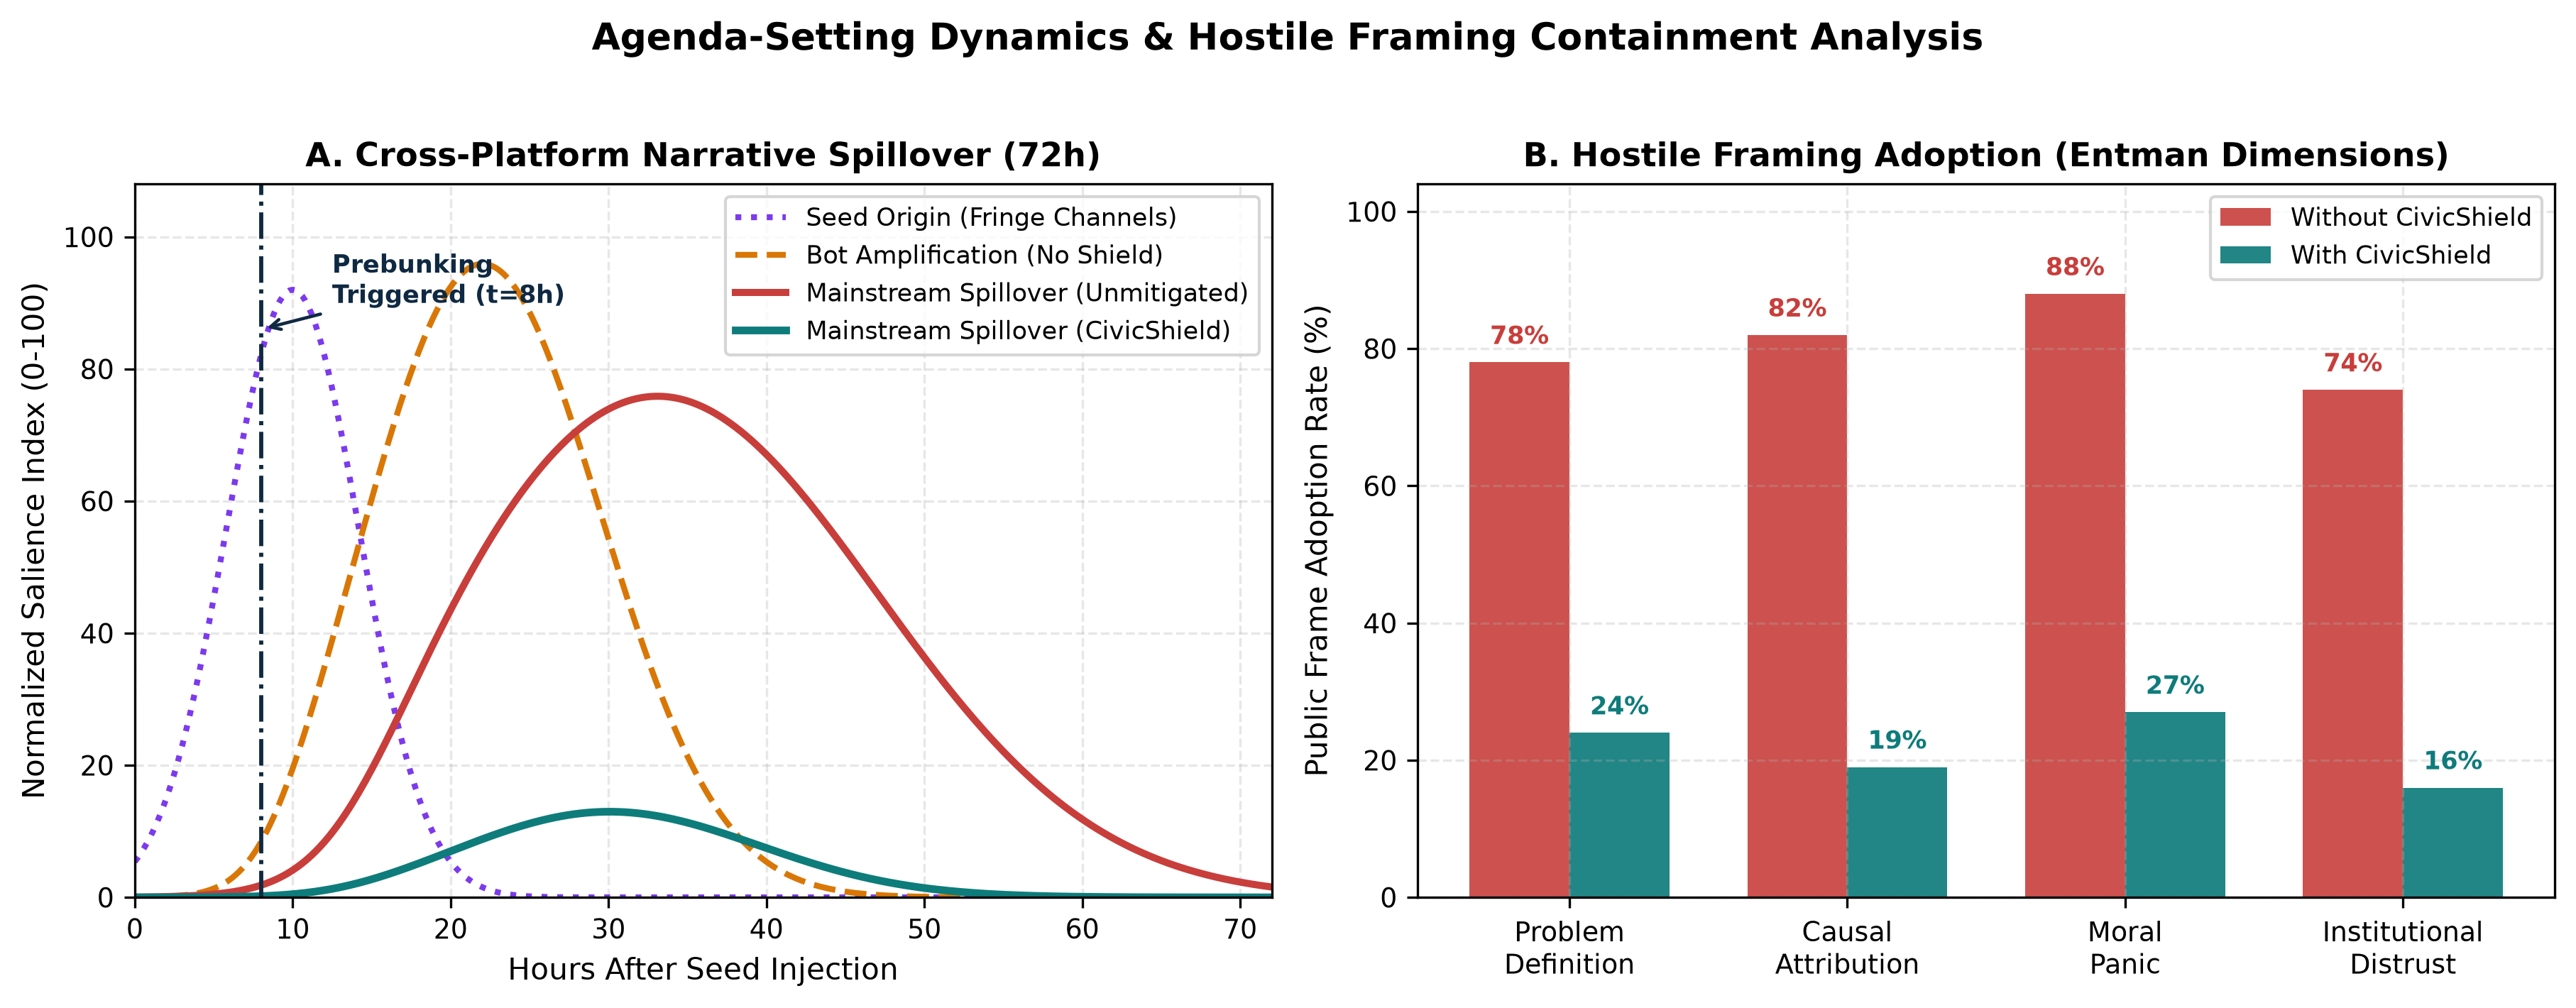 Agenda-Setting Dynamics & Hostile Framing Containment Analysis
A. Cross-Platform Narrative Spillover (72h)
Normalized Salience Index (0-100)
100
80
60
40
20
0
Prebunking
Triggered (t=8h)
Seed Origin (Fringe Channels)
Bot Amplification (No Shield)
Mainstream Spillover (Unmitigated)
Mainstream Spillover (CivicShield)
0 10 20 30 40 50 60 70
Hours After Seed Injection
B. Hostile Framing Adoption (Entman Dimensions)
Public Frame Adoption Rate (%)
100
80
60
40
20
0
Without CivicShield
With CivicShield
78% 82% 88% 74%
24% 19% 27% 16%
Problem
Definition
Causal
Attribution
Moral
Panic
Institutional
Distrust